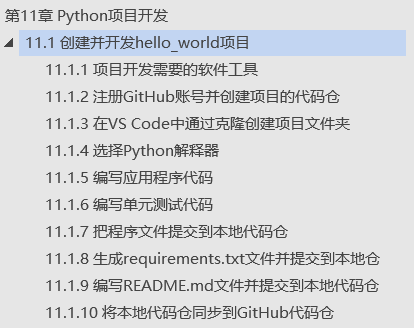 第11章 Python项目开发
11.1 创建并开发hello_world项目
11.1.1 项目开发需要的软件工具
11.1.2 注册GitHub账号并创建项目的代码仓
11.1.3 在VS Code中通过克隆创建项目文件夹
11.1.4 选择Python解释器
11.1.5 编写应用程序代码
11.1.6 编写单元测试代码
11.1.7 把程序文件提交到本地代码仓
11.1.8 生成requirements.txt文件并提交到本地仓
11.1.9 编写README.md文件并提交到本地代码仓
11.1.10 将本地代码仓同步到GitHub代码仓